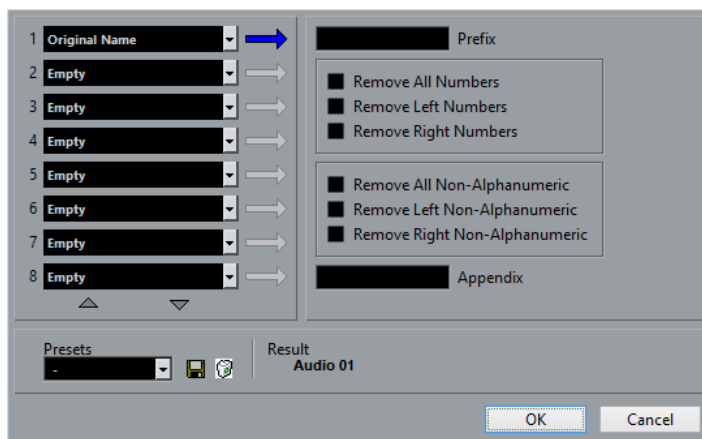 1 Original Name
2 Empty
3 Empty
4 Empty
5 Empty
6 Empty
7 Empty
8 Empty
Prefix
Remove All Numbers
Remove Left Numbers
Remove Right Numbers
Remove All Non-Alphanumeric
Remove Left Non-Alphanumeric
Remove Right Non-Alphanumeric
Appendix
Presets
-
Result
Audio 01
OK
Cancel